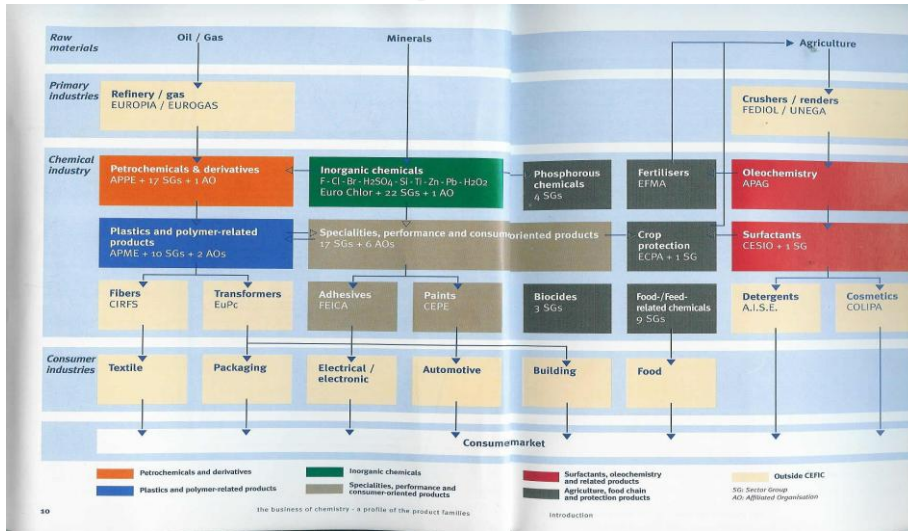 Raw
materials
Oil / Gas
Minerals
Agriculture
Primary
industries
Refinery / gas
EUROPIA / EUROGAS
Crushers / renders
FEDIOL / UNEGA
Chemical
industry
Petrochemicals & derivatives
APPE + 17 SGs + 1 AO
Inorganic chemicals
F - Cl - Br - H2SO4 - Si - Ti - Zn - Pb - H2O2
Euro Chlor + 22 SGs + 1 AO
Phosphorous
chemicals
4 SGs
Fertilisers
EFMA
Oleochemistry
APAG
Plastics and polymer-related
products
APME + 10 SGs + 2 AOs
Specialities, performance and consumoriented products
17 SGs + 6 AOs
Crop
protection
ECPA + 1 SG
Surfactants
CESIO + 1 SG
Fibers
CIRFS
Transformers
EuPc
Adhesives
FEICA
Paints
CEPE
Biocides
3 SGs
Food-/Feed-
related chemicals
9 SGs
Detergents
A.I.S.E.
Cosmetics
COLIPA
Consumer
industries
Textile
Packaging
Electrical /
electronic
Automotive
Building
Food
Consumemarket
Petrochemicals and derivatives
Plastics and polymer-related products
Inorganic chemicals
Specialities, performance and
consumer-oriented products
Surfactants, oleochemistry
and related products
Agriculture, food chain
and protection products
Outside CEFIC
SG: Sector Group
AO: Affiliated Organisation
10
the business of chemistry - a profile of the product families
introduction